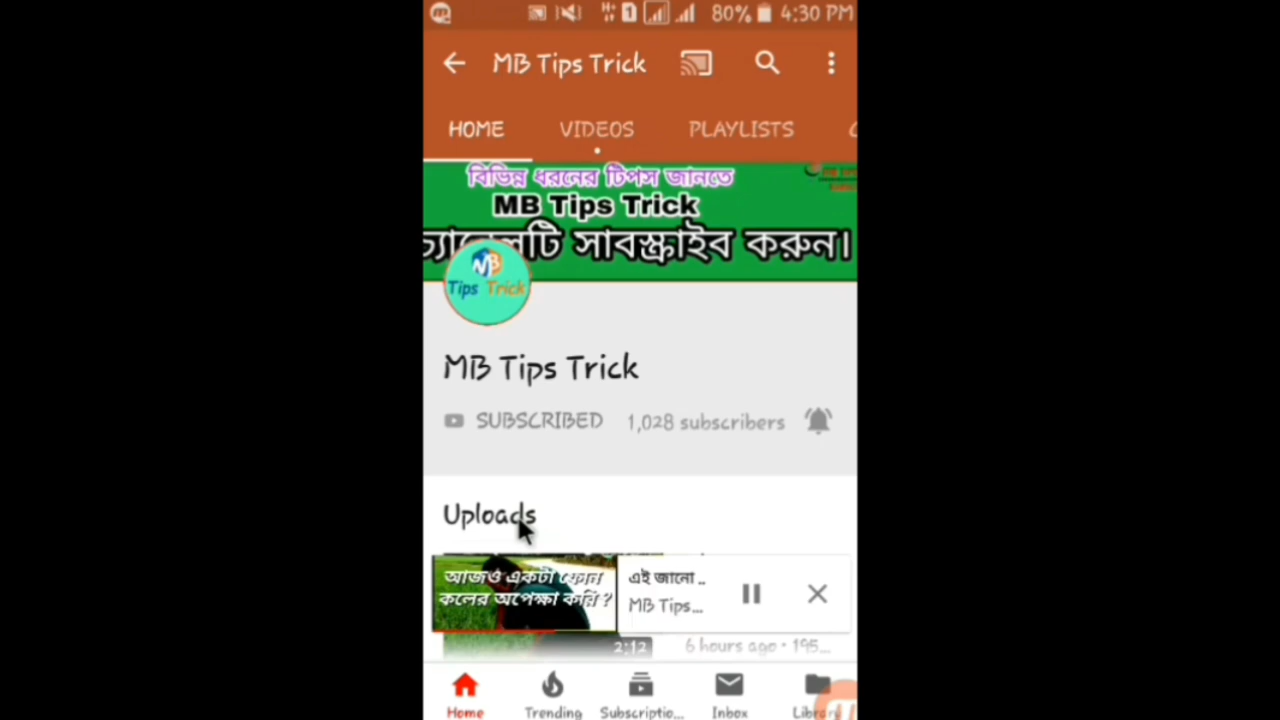 80% 4:30 PM
MB Tips Trick
HOME VIDEOS PLAYLISTS
বিভিন্ন ধরনের টিপস জানতে
MB Tips Trick
সাবস্ক্রাইব করুন।
MB
Tips Trick
MB Tips Trick
SUBSCRIBED 1,028 subscribers
Uploads
আজও একটা ফোন
কলের অপেক্ষা করি ?
এই জানো ..
MB Tips...
2:12 6 hours ago • 195...
Home Trending Subscriptio... Inbox Library